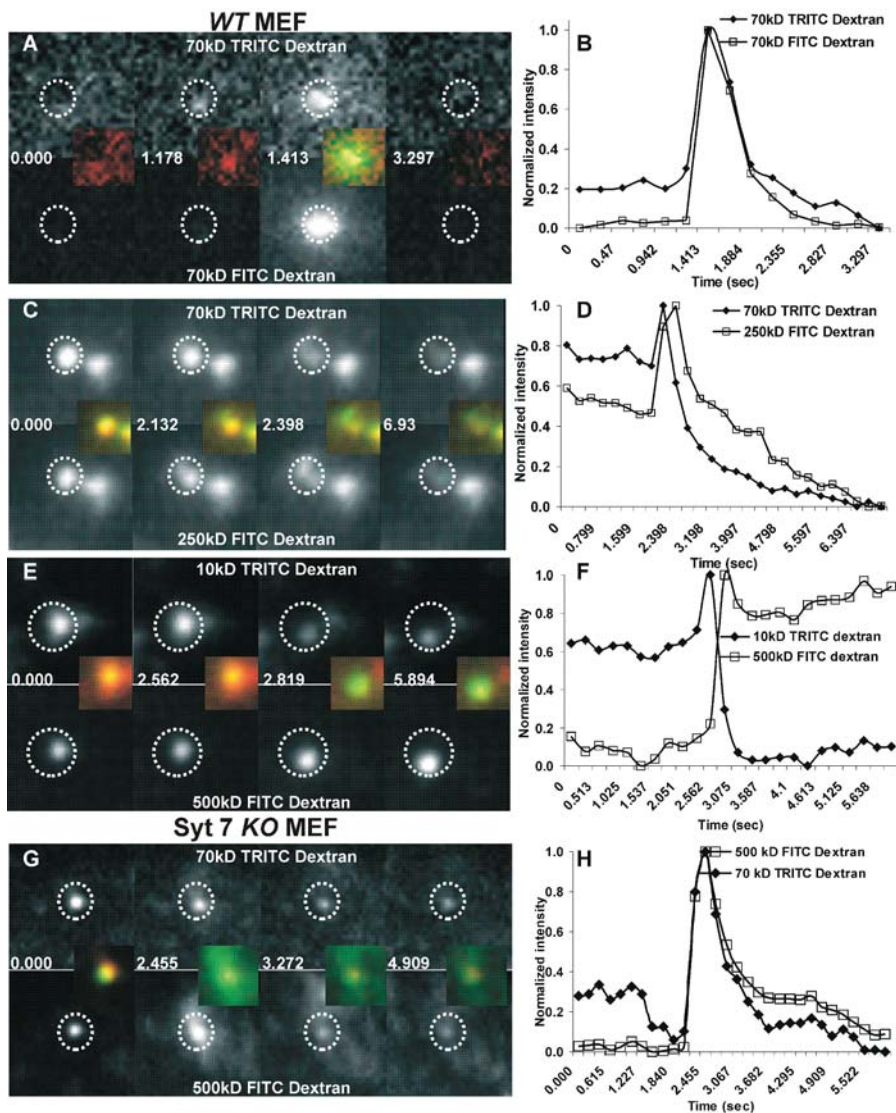 WT MEF
A
70kD TRITC Dextran
0.000 1.178 1.413 3.297
70kD FITC Dextran
B
70kD TRITC Dextran
70kD FITC Dextran
Normalized intensity
1.0
0.8
0.6
0.4
0.2
0.0
0 0.47 0.942 1.413 1.884 2.355 2.827 3.297
Time (sec)
C
70kD TRITC Dextran
0.000 2.132 2.398 6.93
250kD FITC Dextran
D
70kD TRITC Dextran
250kD FITC Dextran
Normalized intensity
1.0
0.8
0.6
0.4
0.2
0.0
0 0.799 1.599 2.398 3.198 3.997 4.798 5.597 6.397
Time (sec)
E
10kD TRITC Dextran
0.000 2.562 2.819 5.894
500kD FITC Dextran
F
10kD TRITC dextran
500kD FITC dextran
Normalized intensity
1.0
0.8
0.6
0.4
0.2
0.0
0 0.513 1.025 1.537 2.051 2.562 3.075 3.587 4.1 4.613 5.125 5.638
Time (sec)
Syt 7 KO MEF
G
70kD TRITC Dextran
0.000 2.455 3.272 4.909
500kD FITC Dextran
H
500 kD FITC Dextran
70 kD TRITC Dextran
Normalized intensity
1.0
0.8
0.6
0.4
0.2
0.0
0.000 0.615 1.227 1.840 2.455 3.067 3.682 4.295 4.909 5.522
Time (sec)